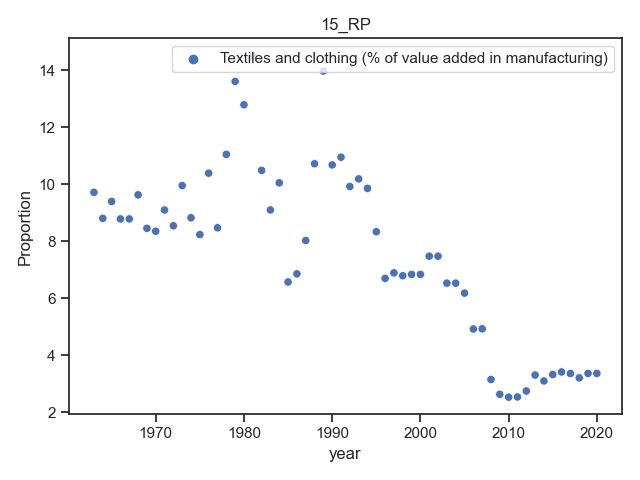 15_RP
Textiles and clothing (% of value added in manufacturing)
14
12
10
8
6
4
2
Proportion
1970 1980 1990 2000 2010 2020
year